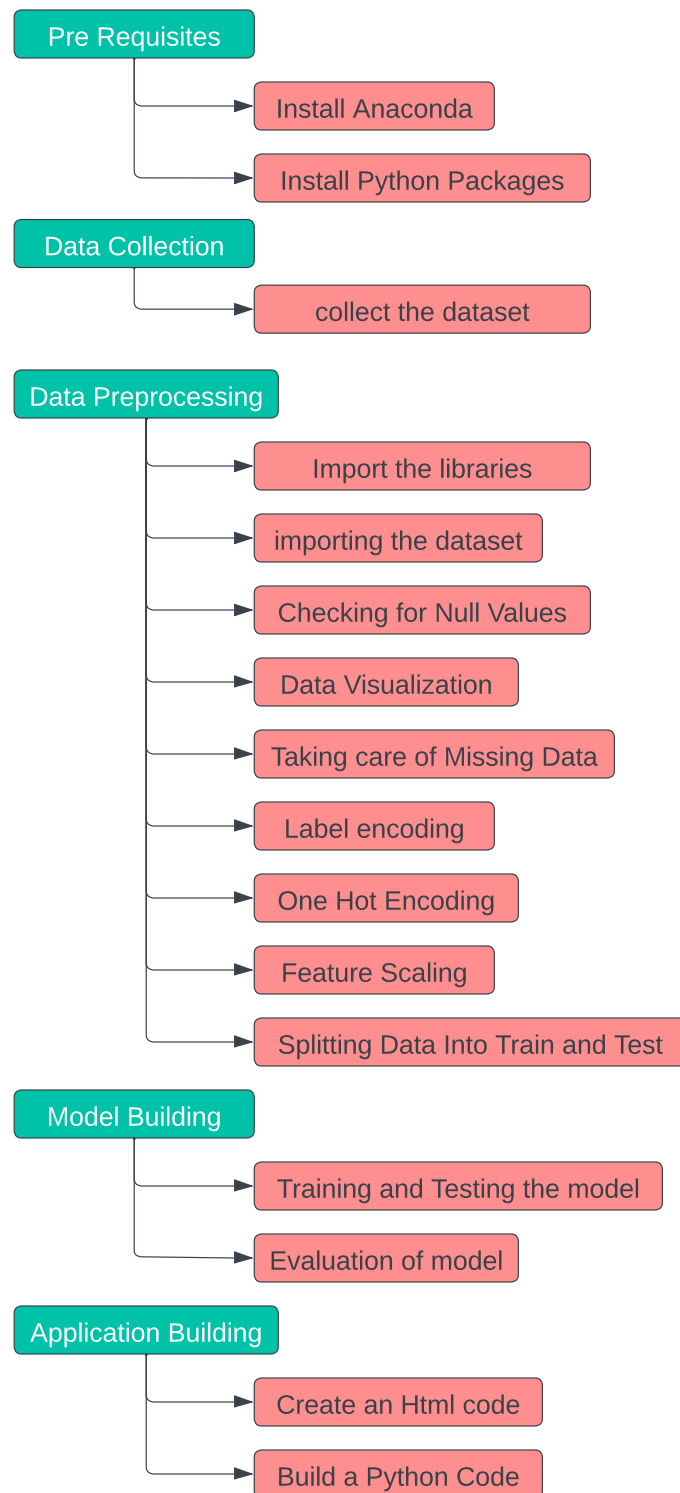 Pre Requisites
Install Anaconda
Install Python Packages
Data Collection
collect the dataset
Data Preprocessing
Import the libraries
importing the dataset
Checking for Null Values
Data Visualization
Taking care of Missing Data
Label encoding
One Hot Encoding
Feature Scaling
Splitting Data Into Train and Test
Model Building
Training and Testing the model
Evaluation of model
Application Building
Create an Html code
Build a Python Code